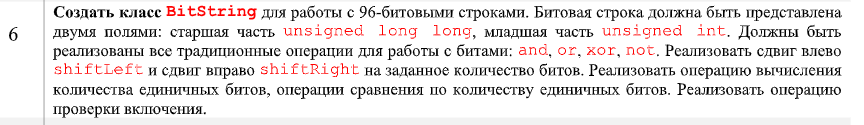 6
Создать класс BitString для работы с 96-битовыми строками. Битовая строка должна быть представлена
двумя полями: старшая часть unsigned long long, младшая часть unsigned int. Должны быть
реализованы все традиционные операции для работы с битами: and, or, xor, not. Реализовать сдвиг влево
shiftLeft и сдвиг вправо shiftRight на заданное количество битов. Реализовать операцию вычисления
количества единичных битов, операции сравнения по количеству единичных битов. Реализовать операцию
проверки включения.